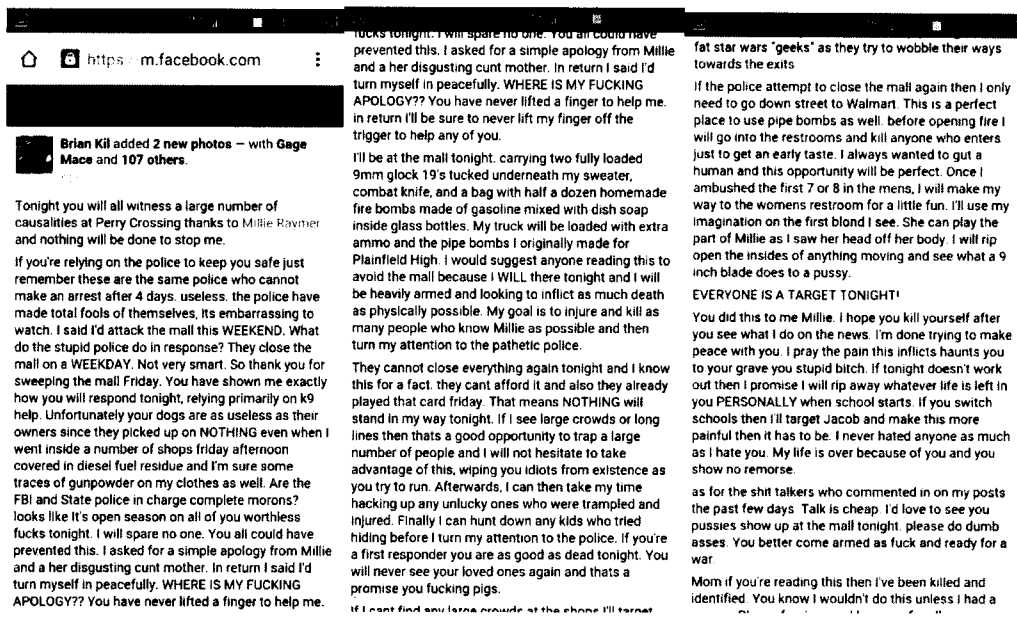 https m.facebook.com
Brian Kil added 2 new photos — with Gage
Mace and 107 others.
Tonight you will all witness a large number of
causalities at Perry Crossing thanks to Millie
and nothing will be done to stop me.
If you're relying on the police to keep you safe just
remember these are the same police who cannot
make an arrest after 4 days. useless. the police have
made total fools of themselves, its embarrassing to
watch. I said I'd attack the mall this WEEKEND. What
do the stupid police do in response? They close the
mall on a WEEKDAY. Not very smart. So thank you for
sweeping the mall Friday. You have shown me exactly
how you will respond tonight, relying primarily on k9
help. Unfortunately your dogs are as useless as their
owners since they picked up on NOTHING even when I
went inside a number of shops friday afternoon
covered in diesel fuel residue and I'm sure some
traces of gunpowder on my clothes as well. Are the
FBI and State police in charge complete morons?
looks like it's open season on all of you worthless
fucks tonight. I will spare no one. You all could have
prevented this. I asked for a simple apology from Millie
and a her disgusting cunt mother. In return I said I'd
turn myself in peacefully. WHERE IS MY FUCKING
APOLOGY?? You have never lifted a finger to help me.
fucks tonight. I will spare no one. You all could have
prevented this. I asked for a simple apology from Millie
and a her disgusting cunt mother. In return I said I'd
turn myself in peacefully. WHERE IS MY FUCKING
APOLOGY?? You have never lifted a finger to help me.
in return I'll be sure to never lift my finger off the
trigger to help any of you.
I'll be at the mall tonight. carrying two fully loaded
9mm glock 19's tucked underneath my sweater,
combat knife, and a bag with half a dozen homemade
fire bombs made of gasoline mixed with dish soap
inside glass bottles. My truck will be loaded with extra
ammo and the pipe bombs I originally made for
Plainfield High. I would suggest anyone reading this to
avoid the mall because I WILL there tonight and I will
be heavily armed and looking to inflict as much death
as physically possible. My goal is to injure and kill as
many people who know Millie as possible and then
turn my attention to the pathetic police.
They cannot close everything again tonight and I know
this for a fact. they cant afford it and also they already
played that card friday. That means NOTHING will
stand in my way tonight. If I see large crowds or long
lines then thats a good opportunity to trap a large
number of people and I will not hesitate to take
advantage of this, wiping you idiots from existence as
you try to run. Afterwards, I can then take my time
hacking up any unlucky ones who were trampled and
injured. Finally I can hunt down any kids who tried
hiding before I turn my attention to the police. If you're
a first responder you are as good as dead tonight. You
will never see your loved ones again and thats a
promise you fucking pigs.
If I cant find any large crowds at the shops I'll target
fat star wars "geeks" as they try to wobble their ways
towards the exits
If the police attempt to close the mall again then I only
need to go down street to Walmart. This is a perfect
place to use pipe bombs as well. before opening fire I
will go into the restrooms and kill anyone who enters
just to get an early taste. I always wanted to gut a
human and this opportunity will be perfect. Once I
ambushed the first 7 or 8 in the mens, I will make my
way to the womens restroom for a little fun. I'll use my
imagination on the first blond I see. She can play the
part of Millie as I saw her head off her body. I will rip
open the insides of anything moving and see what a 9
inch blade does to a pussy.
EVERYONE IS A TARGET TONIGHT!
You did this to me Millie. I hope you kill yourself after
you see what I do on the news. I'm done trying to make
peace with you. I pray the pain this inflicts haunts you
to your grave you stupid bitch. If tonight doesn't work
out then I promise I will rip away whatever life is left in
you PERSONALLY when school starts. If you switch
schools then I'll target Jacob and make this more
painful then it has to be. I never hated anyone as much
as I hate you. My life is over because of you and you
show no remorse.
as for the shit talkers who commented in on my posts
the past few days Talk is cheap. I'd love to see you
pussies show up at the mall tonight. please do dumb
asses. You better come armed as fuck and ready for a
war.
Mom if you're reading this then I've been killed and
identified. You know I wouldn't do this unless I had a